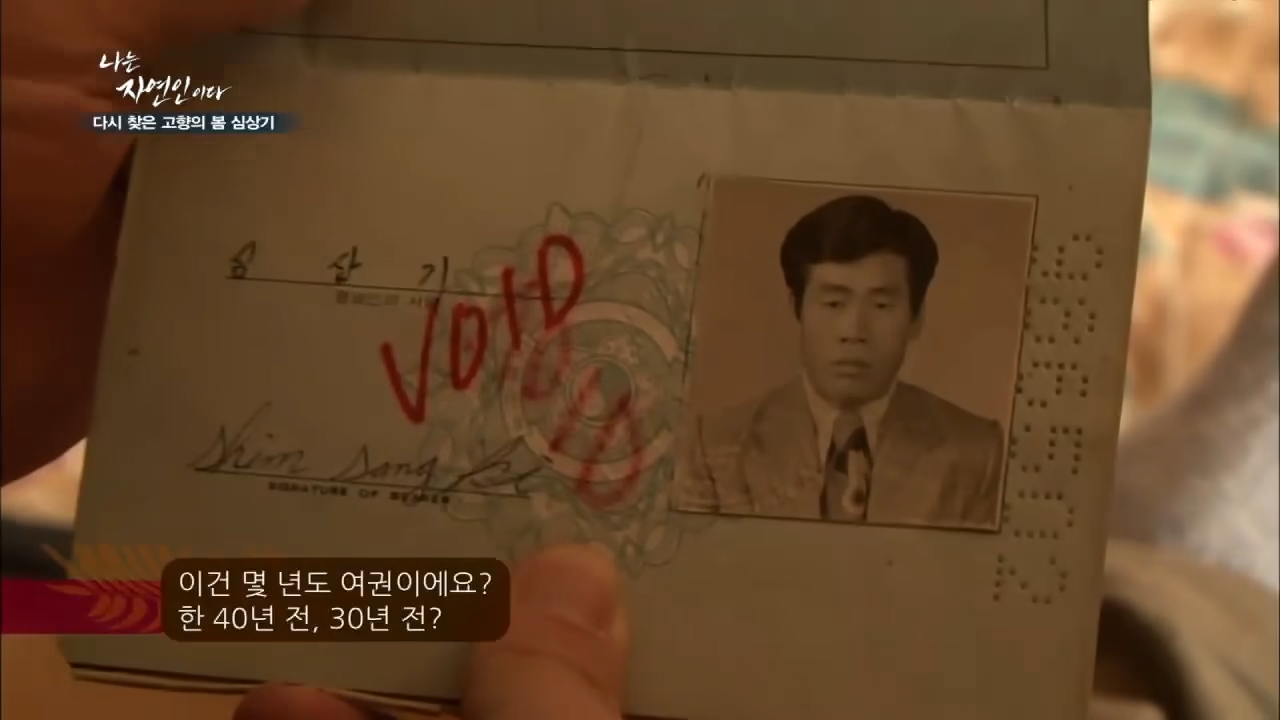 나는
자연인이다
다시 찾은 고향의 봄 심상기
심 상 기
VOID
Shim Sang
SIGNATURE OF BEARER
이건 몇 년도 여권이에요?
한 40년 전, 30년 전?